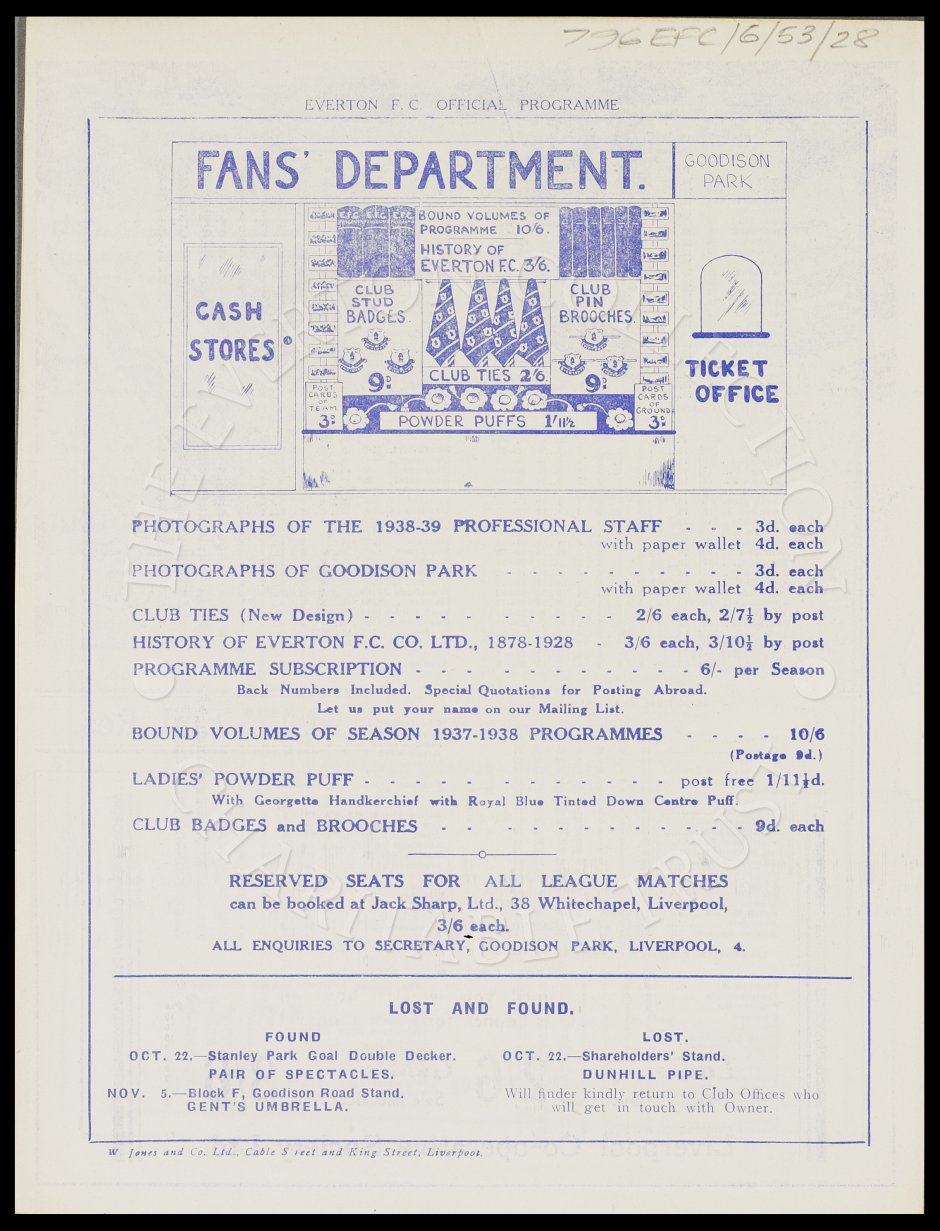 796 EFC/6/53/28
EVERTON F. C. OFFICIAL PROGRAMME
FANS' DEPARTMENT.
GOODISON PARK
CASH STORES
EFC EFC EFC
BOUND VOLUMES OF
PROGRAMME 10/6.
HISTORY OF
EVERTON F.C. 3/6.
CLUB
STUD
BADGES.
9D
CLUB TIES 2/6.
CLUB
PIN
BROOCHES.
9D
POST
CARDS
OF
TEAM
3D
POWDER PUFFS 1/11½
POST
CARDS
OF
GROUND
3D
TICKET
OFFICE
PHOTOGRAPHS OF THE 1938-39 PROFESSIONAL STAFF - - - 3d. each
with paper wallet 4d. each
PHOTOGRAPHS OF GOODISON PARK - - - - - - - - - 3d. each
with paper wallet 4d. each
CLUB TIES (New Design) - - - - - - - - - - 2/6 each, 2/7½ by post
HISTORY OF EVERTON F.C. CO. LTD., 1878-1928 - 3/6 each, 3/10½ by post
PROGRAMME SUBSCRIPTION - - - - - - - - - - - 6/- per Season
Back Numbers Included. Special Quotations for Posting Abroad.
Let us put your name on our Mailing List.
BOUND VOLUMES OF SEASON 1937-1938 PROGRAMMES - - - - 10/6
(Postage 9d.)
LADIES' POWDER PUFF - - - - - - - - - - - - - post free 1/11½d.
With Georgette Handkerchief with Royal Blue Tinted Down Centre Puff.
CLUB BADGES and BROOCHES - - - - - - - - - - - - 9d. each
RESERVED SEATS FOR ALL LEAGUE MATCHES
can be booked at Jack Sharp, Ltd., 38 Whitechapel, Liverpool,
3/6 each.
ALL ENQUIRIES TO SECRETARY, GOODISON PARK, LIVERPOOL, 4.
LOST AND FOUND.
FOUND
OCT. 22.—Stanley Park Goal Double Decker.
PAIR OF SPECTACLES.
NOV. 5.—Block F, Goodison Road Stand.
GENT'S UMBRELLA.
LOST.
OCT. 22.—Shareholders' Stand.
DUNHILL PIPE.
Will finder kindly return to Club Offices who
will get in touch with Owner.
W. Jones and Co. Ltd., Cable Street and King Street, Liverpool.
THE EVERTON COLLECTION
CHARITABLE TRUST